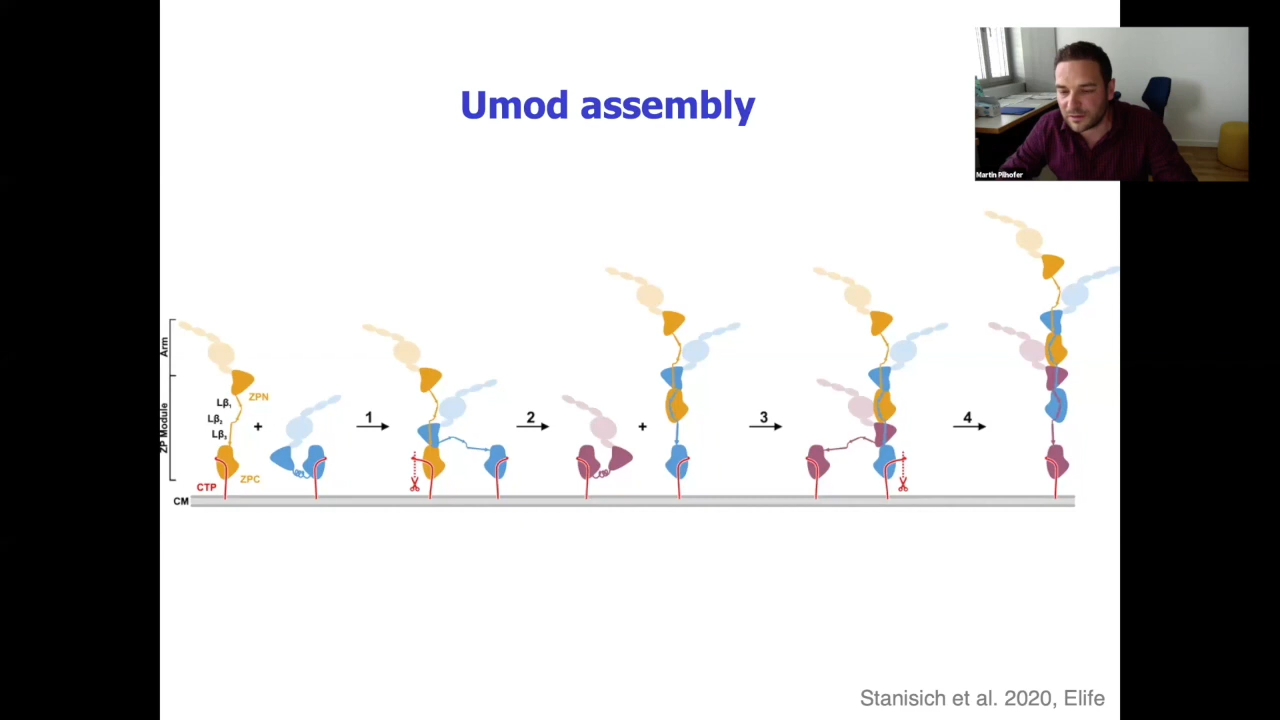 Umod assembly
Martin Pilhofer
Arm
ZP Module
Lβ₁
Lβ₂
Lβ₃
ZPN
ZPC
CTP
CM
+
1
2
+
3
4
Stanisich et al. 2020, Elife